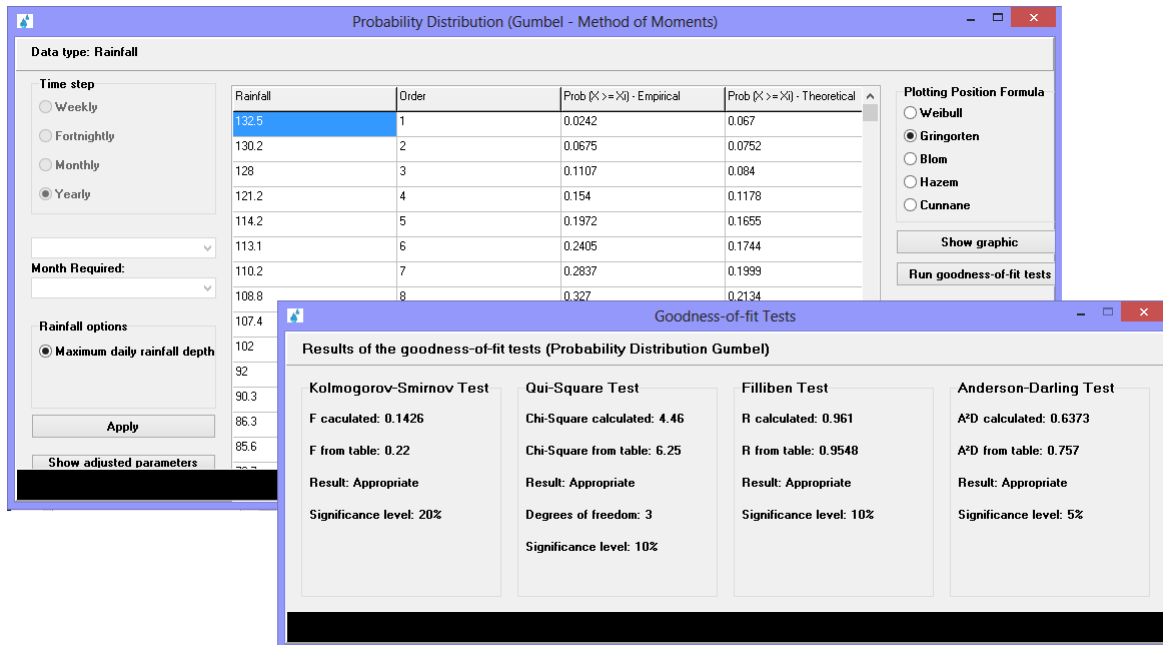 Probability Distribution (Gumbel - Method of Moments)
Data type: Rainfall
Time step
Weekly
Fortnightly
Monthly
Yearly
Month Required:
Rainfall options
Maximum daily rainfall depth
Apply
Show adjusted parameters
Rainfall Order Prob (X >= Xi) - Empirical Prob (X >= Xi) - Theoretical
132.5 1 0.0242 0.067
130.2 2 0.0675 0.0752
128 3 0.1107 0.084
121.2 4 0.154 0.1178
114.2 5 0.1972 0.1655
113.1 6 0.2405 0.1744
110.2 7 0.2837 0.1999
108.8 8 0.327 0.2134
107.4
102
92
90.3
86.3
85.6
Plotting Position Formula
Weibull
Gringorten
Blom
Hazem
Cunnane
Show graphic
Run goodness-of-fit tests
Goodness-of-fit Tests
Results of the goodness-of-fit tests (Probability Distribution Gumbel)
Kolmogorov-Smirnov Test
F caculated: 0.1426
F from table: 0.22
Result: Appropriate
Significance level: 20%
Qui-Square Test
Chi-Square calculated: 4.46
Chi-Square from table: 6.25
Result: Appropriate
Degrees of freedom: 3
Significance level: 10%
Filliben Test
R calculated: 0.961
R from table: 0.9548
Result: Appropriate
Significance level: 10%
Anderson-Darling Test
A²D calculated: 0.6373
A²D from table: 0.757
Result: Appropriate
Significance level: 5%